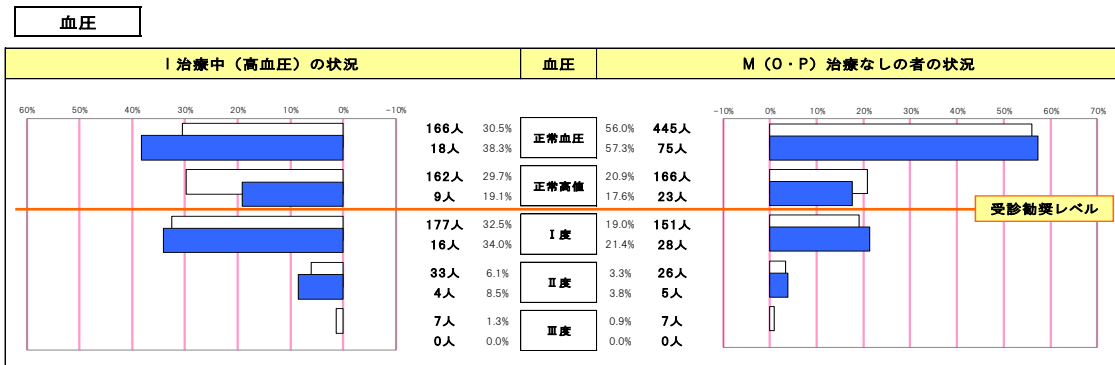 血圧
Ⅰ 治療中（高血圧）の状況 血圧 M（O・P）治療なしの者の状況
60% 50% 40% 30% 20% 10% 0% -10% -10% 0% 10% 20% 30% 40% 50% 60% 70%
166人 30.5% 正常血圧 56.0% 445人
18人 38.3% 57.3% 75人
162人 29.7% 正常高値 20.9% 166人
9人 19.1% 17.6% 23人
受診勧奨レベル
177人 32.5% Ⅰ度 19.0% 151人
16人 34.0% 21.4% 28人
33人 6.1% Ⅱ度 3.3% 26人
4人 8.5% 3.8% 5人
7人 1.3% Ⅲ度 0.9% 7人
0人 0.0% 0.0% 0人